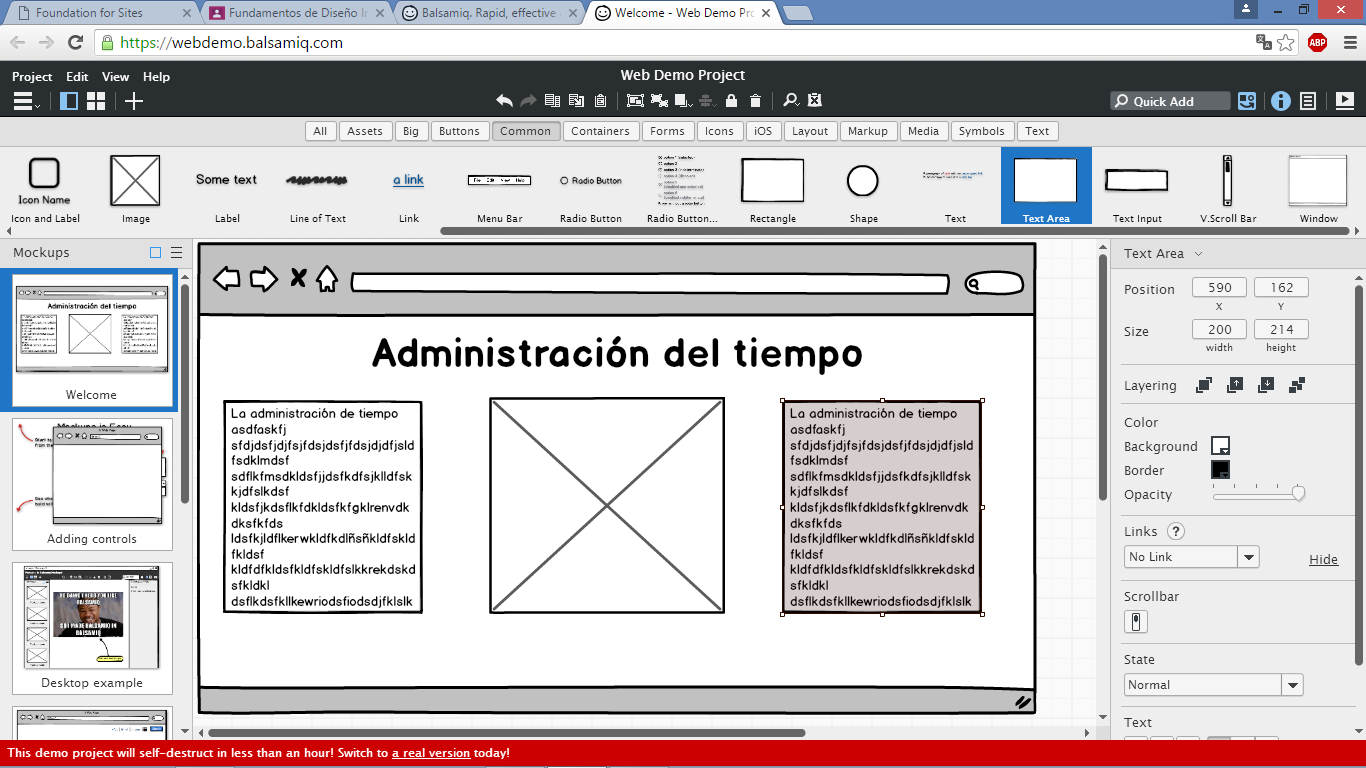 Foundation for Sites
Fundamentos de Diseño In
Balsamiq. Rapid, effective
Welcome - Web Demo Pro
https://webdemo.balsamiq.com
ABP
Project Edit View Help
Web Demo Project
Quick Add
All Assets Big Buttons Common Containers Forms Icons iOS Layout Markup Media Symbols Text
Icon Name
Some text
a link
File Edit View Help
Radio Button
Icon and Label
Image
Label
Line of Text
Link
Menu Bar
Radio Button
Radio Button...
Rectangle
Shape
Text
Text Area
Text Input
V.Scroll Bar
Window
Mockups
Administración del tiempo
Welcome
Adding controls
Desktop example
Administración del tiempo
La administración de tiempo
asdfaskfj
sfdjdsfjdjfsjfdsjdsfjfdsjdjdfjsld
fsdklmdsf
sdflkfmsdkldsfjjdsfkdfsjklldfsk
kjdfslkdsf
kldsfjkdsflkfdkldsfkfgklrenvdk
dksfkfds
ldsfkjldflkerwkldfkdlñsñkldfskld
fkldsf
kldfdfkldsfkldfskldfslkkrekdskd
sfkldkl
dsflkdsfkllkewriodsfiodsdjfklslk
La administración de tiempo
asdfaskfj
sfdjdsfjdjfsjfdsjdsfjfdsjdjdfjsld
fsdklmdsf
sdflkfmsdkldsfjjdsfkdfsjklldfsk
kjdfslkdsf
kldsfjkdsflkfdkldsfkfgklrenvdk
dksfkfds
ldsfkjldflkerwkldfkdlñsñkldfskld
fkldsf
kldfdfkldsfkldfskldfslkkrekdskd
sfkldkl
dsflkdsfkllkewriodsfiodsdjfklslk
Text Area
Position 590 162
X Y
Size 200 214
width height
Layering
Color
Background
Border
Opacity
Links ?
No Link
Hide
Scrollbar
State
Normal
Text
This demo project will self-destruct in less than an hour! Switch to a real version today!